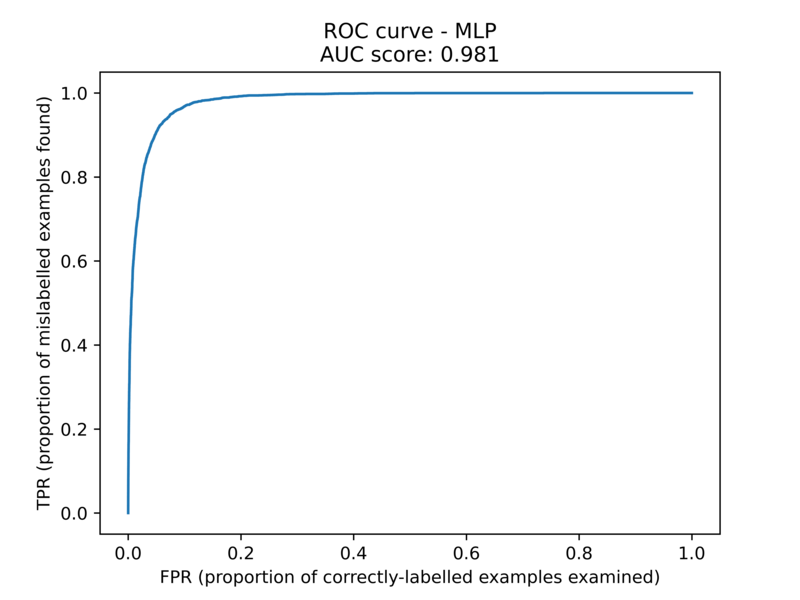 ROC curve - MLP
AUC score: 0.981
TPR (proportion of mislabelled examples found)
1.0
0.8
0.6
0.4
0.2
0.0
0.0 0.2 0.4 0.6 0.8 1.0
FPR (proportion of correctly-labelled examples examined)